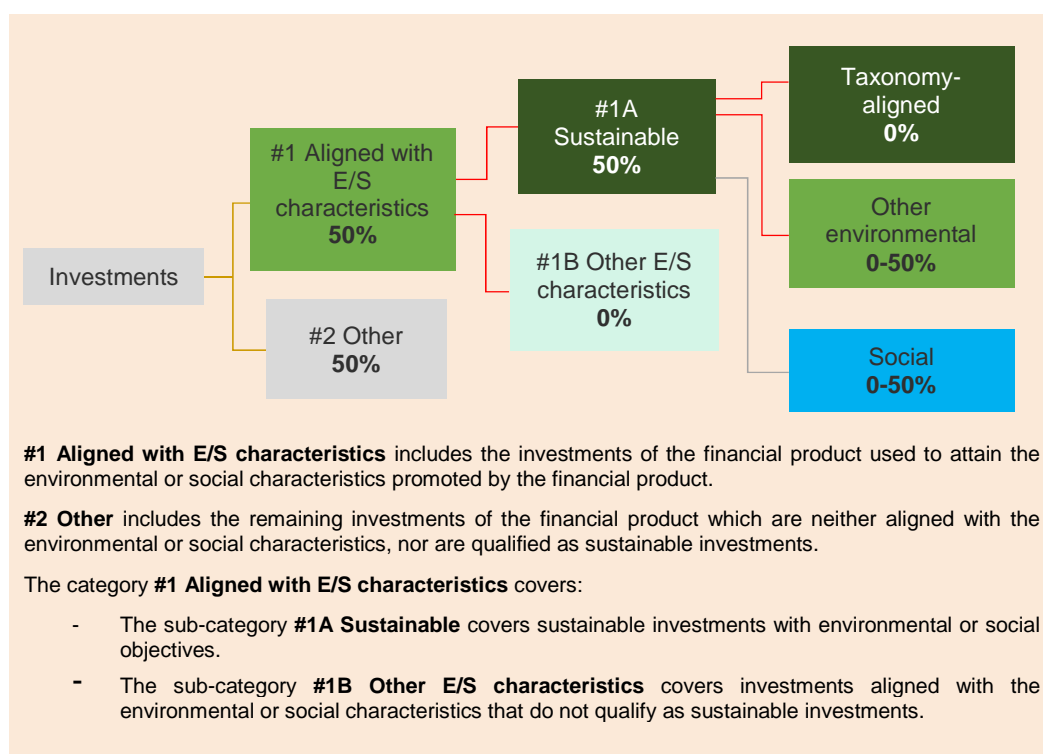 Investments
#1 Aligned with
E/S
characteristics
50%
#2 Other
50%
#1A
Sustainable
50%
#1B Other E/S
characteristics
0%
Taxonomy-
aligned
0%
Other
environmental
0-50%
Social
0-50%
#1 Aligned with E/S characteristics includes the investments of the financial product used to attain the
environmental or social characteristics promoted by the financial product.
#2 Other includes the remaining investments of the financial product which are neither aligned with the
environmental or social characteristics, nor are qualified as sustainable investments.
The category #1 Aligned with E/S characteristics covers:
- The sub-category #1A Sustainable covers sustainable investments with environmental or social
objectives.
- The sub-category #1B Other E/S characteristics covers investments aligned with the
environmental or social characteristics that do not qualify as sustainable investments.